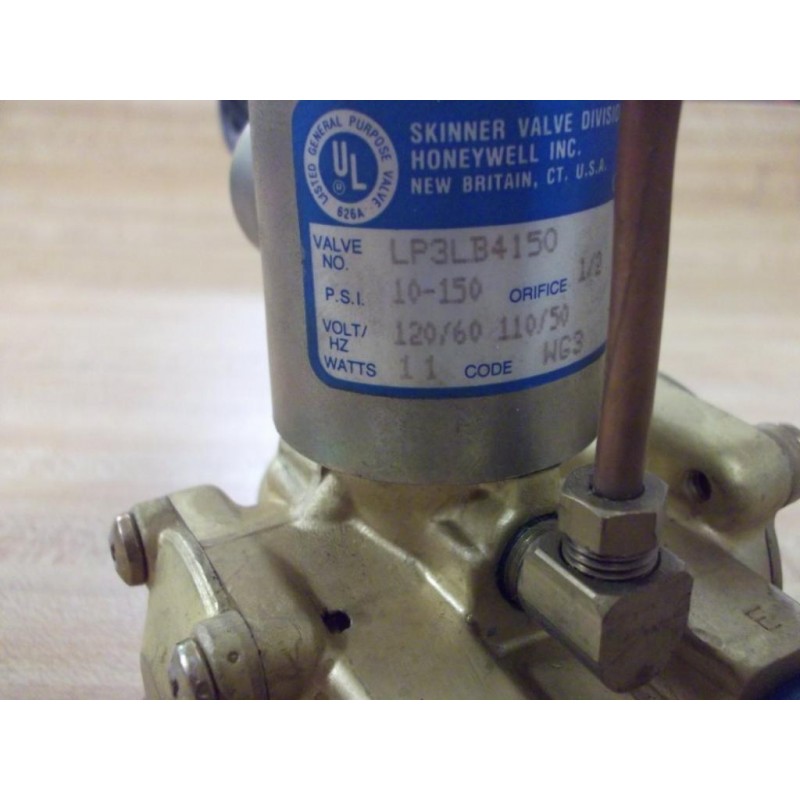 LISTED GENERAL PURPOSE VALVE
UL
®
626A
SKINNER VALVE DIVISION
HONEYWELL INC.
NEW BRITAIN, CT. U.S.A.
VALVE NO. LP3LB4150
P.S.I. 10-150 ORIFICE 1/2
VOLT/HZ 120/60 110/50
WATTS 11 CODE WG3
E